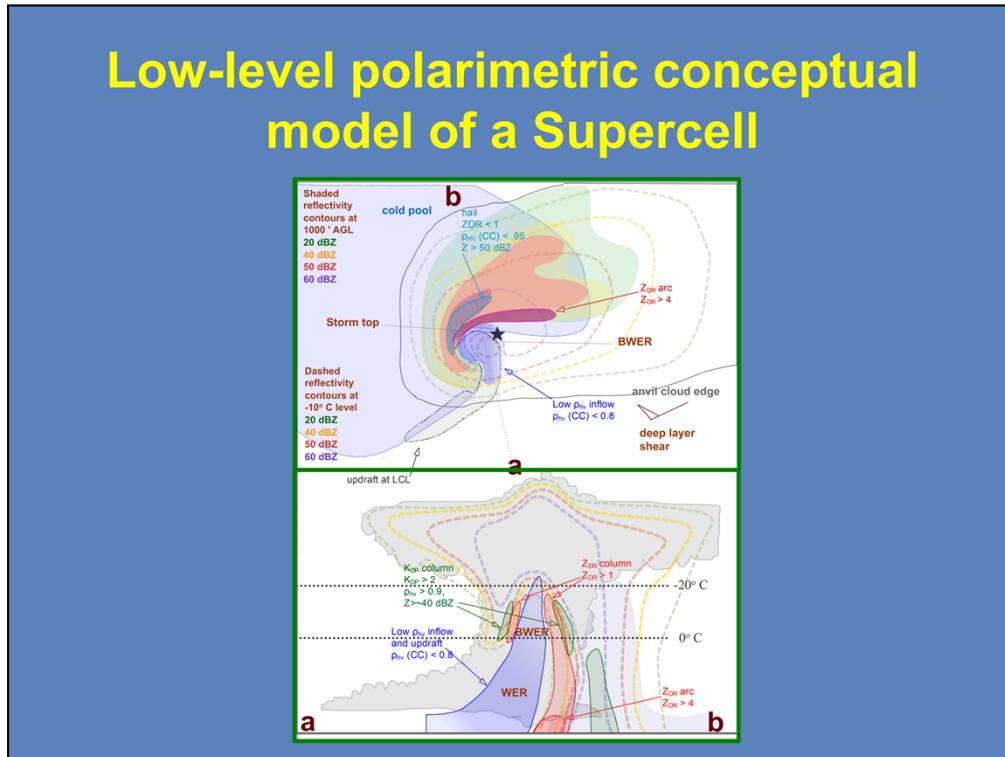 Low-level polarimetric conceptual
model of a Supercell
Shaded
reflectivity
contours at
1000 ' AGL
20 dBZ
40 dBZ
50 dBZ
60 dBZ
cold pool
b
hail
ZDR < 1
ρHV (CC) < .95
Z > 50 dBZ
ZDR arc
ZDR > 4
Storm top
BWER
Dashed
reflectivity
contours at
-10° C level
20 dBZ
40 dBZ
50 dBZ
60 dBZ
Low ρhv inflow
ρhv (CC) < 0.8
anvil cloud edge
deep layer
shear
updraft at LCL
a
KDP column
KDP > 2
ρhv > 0.9,
Z>~40 dBZ
ZDR column
ZDR > 1
-20° C
Low ρhv inflow
and updraft
ρhv (CC) < 0.8
BWER
0° C
WER
ZDR arc
ZDR > 4
a
b